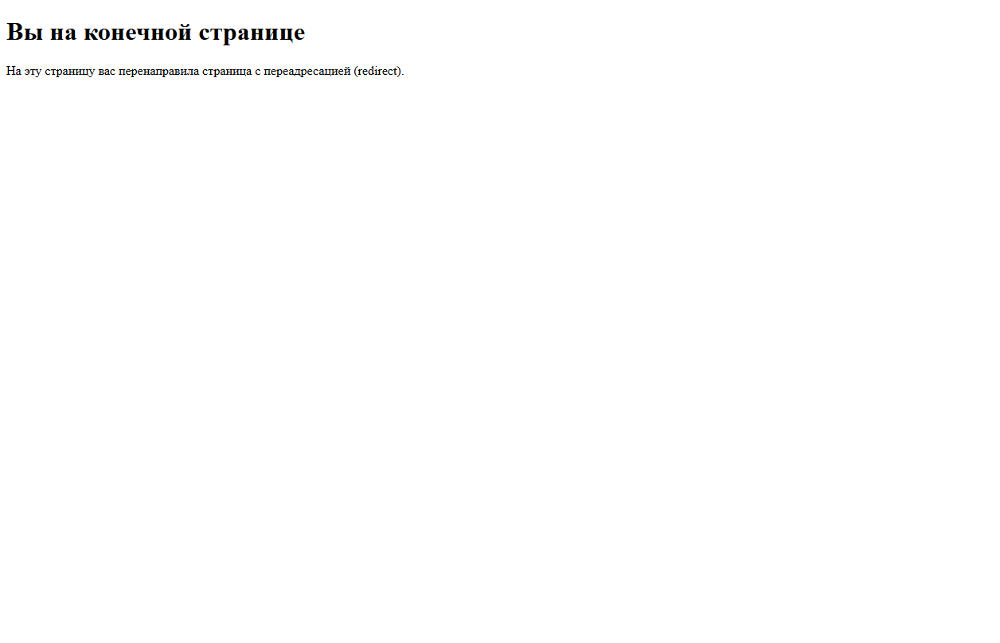 Вы на конечной странице
На эту страницу вас перенаправила страница с переадресацией (redirect).